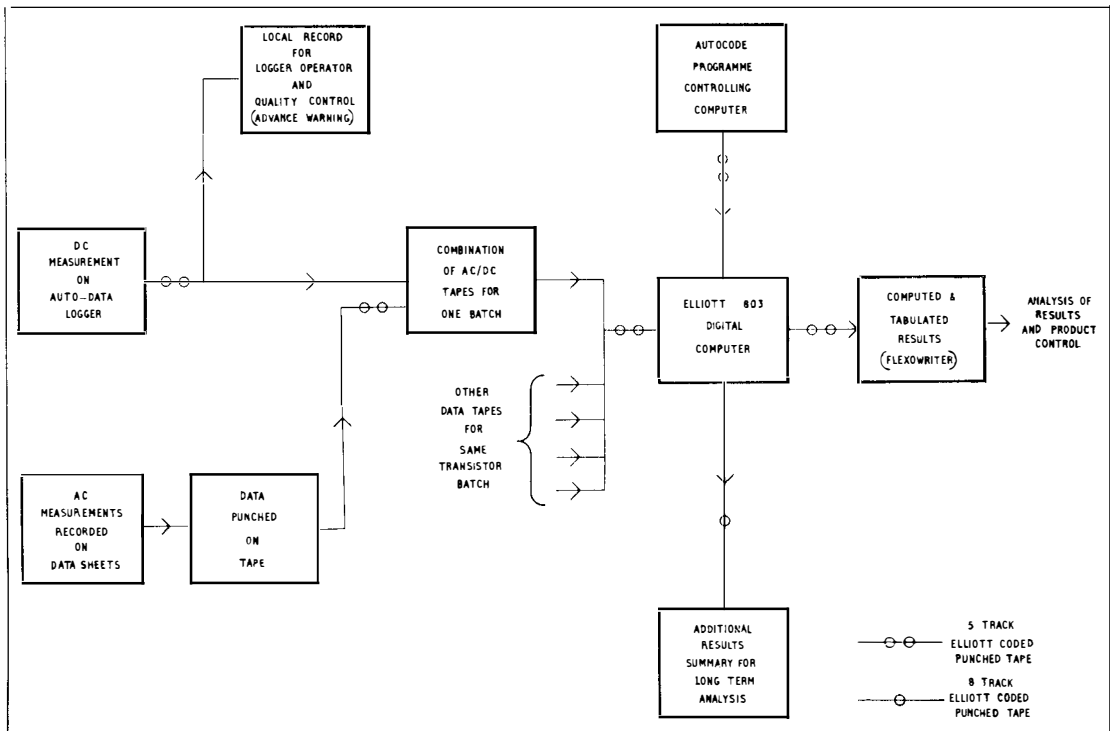 LOCAL RECORD
FOR
LOGGER OPERATOR
AND
QUALITY CONTROL
(ADVANCE WARNING)
AUTOCODE
PROGRAMME
CONTROLLING
COMPUTER
DC
MEASUREMENT
ON
AUTO-DATA
LOGGER
COMBINATION
OF AC/DC
TAPES FOR
ONE BATCH
ELLIOTT 803
DIGITAL
COMPUTER
COMPUTED &
TABULATED
RESULTS
(FLEXOWRITER)
ANALYSIS OF
RESULTS
AND PRODUCT
CONTROL
OTHER
DATA TAPES
FOR
SAME
TRANSISTOR
BATCH
AC
MEASUREMENTS
RECORDED
ON
DATA SHEETS
DATA
PUNCHED
ON
TAPE
ADDITIONAL
RESULTS
SUMMARY FOR
LONG TERM
ANALYSIS
5 TRACK
ELLIOTT CODED
PUNCHED TAPE
8 TRACK
ELLIOTT CODED
PUNCHED TAPE